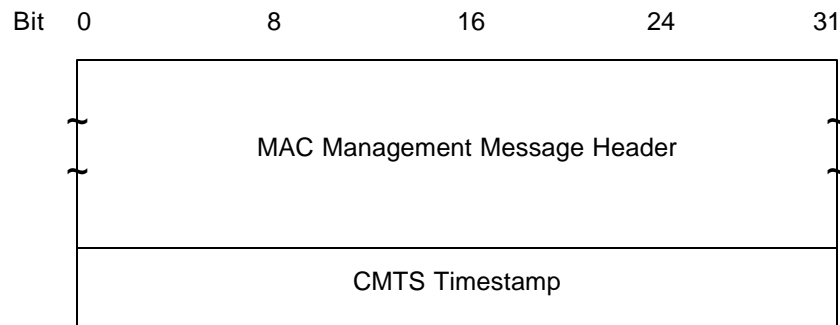 Bit 0 8 16 24 31
MAC Management Message Header
CMTS Timestamp